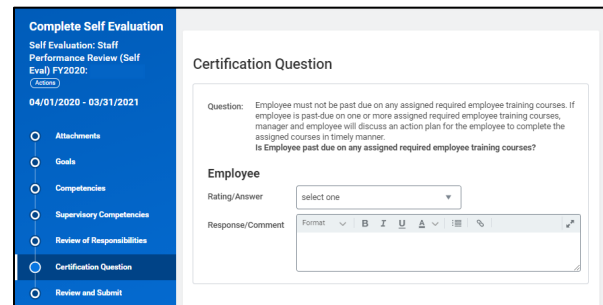 Complete Self Evaluation
Self Evaluation: Staff
Performance Review (Self
Eval) FY2020:
Actions
04/01/2020 - 03/31/2021
Attachments
Goals
Competencies
Supervisory Competencies
Review of Responsibilities
Certification Question
Review and Submit
Certification Question
Question: Employee must not be past due on any assigned required employee training courses. If
employee is past-due on one or more assigned required employee training courses,
manager and employee will discuss an action plan for the employee to complete the
assigned courses in timely manner.
Is Employee past due on any assigned required employee training courses?
Employee
Rating/Answer select one
Response/Comment Format B I U A